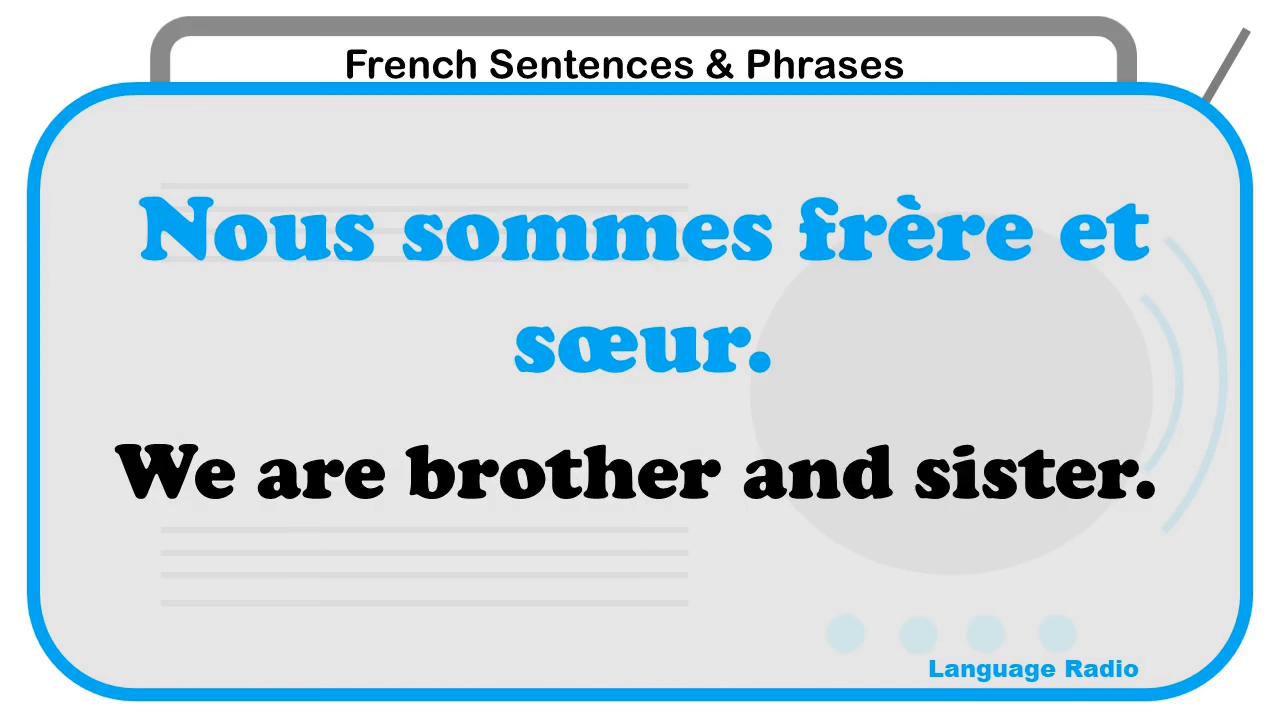 French Sentences & Phrases
Nous sommes frère et
sœur.
We are brother and sister.
Language Radio